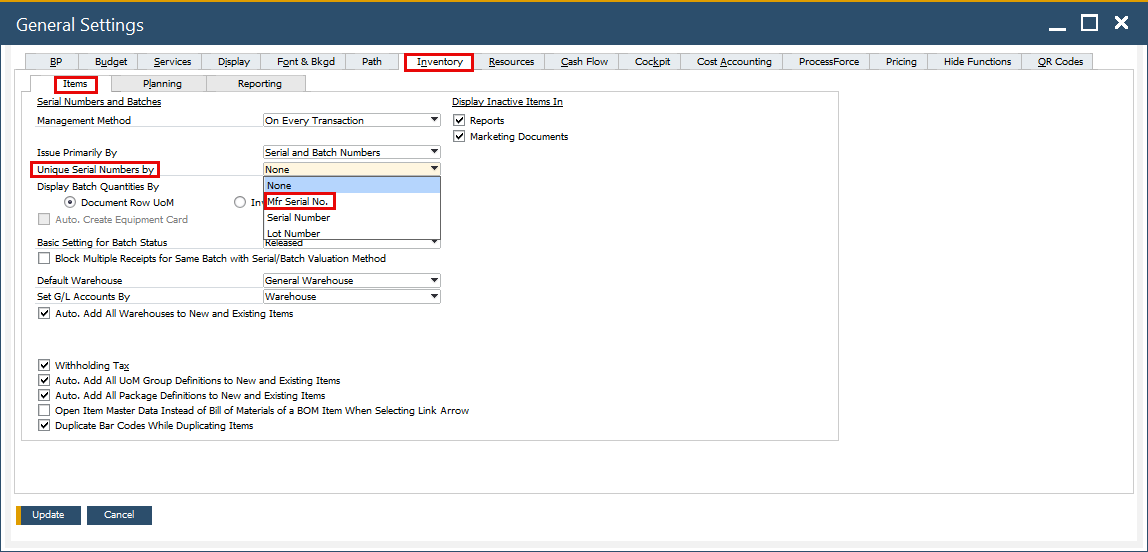 General Settings
BP Budget Services Display Font & Bkgd Path Inventory Resources Cash Flow Cockpit Cost Accounting ProcessForce Pricing Hide Functions QR Codes
Items Planning Reporting
Serial Numbers and Batches Display Inactive Items In
Management Method On Every Transaction Reports
Marketing Documents
Issue Primarily By Serial and Batch Numbers
Unique Serial Numbers by None
Display Batch Quantities By None
Document Row UoM Mfr Serial No.
Auto. Create Equipment Card Serial Number
Lot Number
Basic Setting for Batch Status Released
Block Multiple Receipts for Same Batch with Serial/Batch Valuation Method
Default Warehouse General Warehouse
Set G/L Accounts By Warehouse
Auto. Add All Warehouses to New and Existing Items
Withholding Tax
Auto. Add All UoM Group Definitions to New and Existing Items
Auto. Add All Package Definitions to New and Existing Items
Open Item Master Data Instead of Bill of Materials of a BOM Item When Selecting Link Arrow
Duplicate Bar Codes While Duplicating Items
Update Cancel